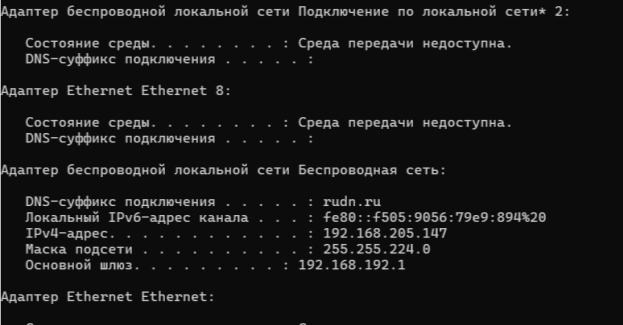 Адаптер беспроводной локальной сети Подключение по локальной сети* 2:
Состояние среды. . . . . . . . : Среда передачи недоступна.
DNS-суффикс подключения . . . . . :
Адаптер Ethernet Ethernet 8:
Состояние среды. . . . . . . . : Среда передачи недоступна.
DNS-суффикс подключения . . . . . :
Адаптер беспроводной локальной сети Беспроводная сеть:
DNS-суффикс подключения . . . . . : rudn.ru
Локальный IPv6-адрес канала . . . : fe80::f505:9056:79e9:894%20
IPv4-адрес. . . . . . . . . . . . : 192.168.205.147
Маска подсети . . . . . . . . . . : 255.255.224.0
Основной шлюз. . . . . . . . . : 192.168.192.1
Адаптер Ethernet Ethernet: